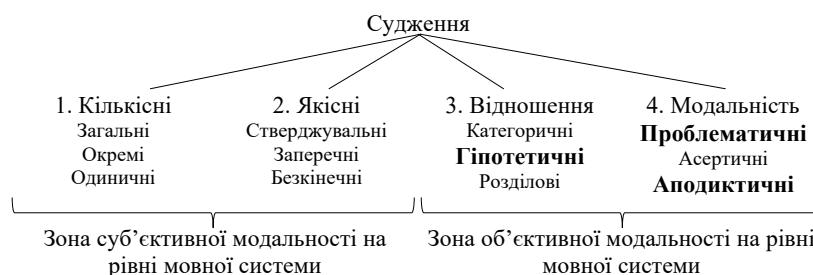 Судження
1. Кількісні
Загальні
Окремі
Одиничні
2. Якісні
Стверджувальні
Заперечні
Безкінечні
3. Відношення
Категоричні
Гіпотетичні
Розділові
4. Модальність
Проблематичні
Асертичні
Аподиктичні
Зона суб’єктивної модальності на
рівні мовної системи
Зона об’єктивної модальності на рівні
мовної системи